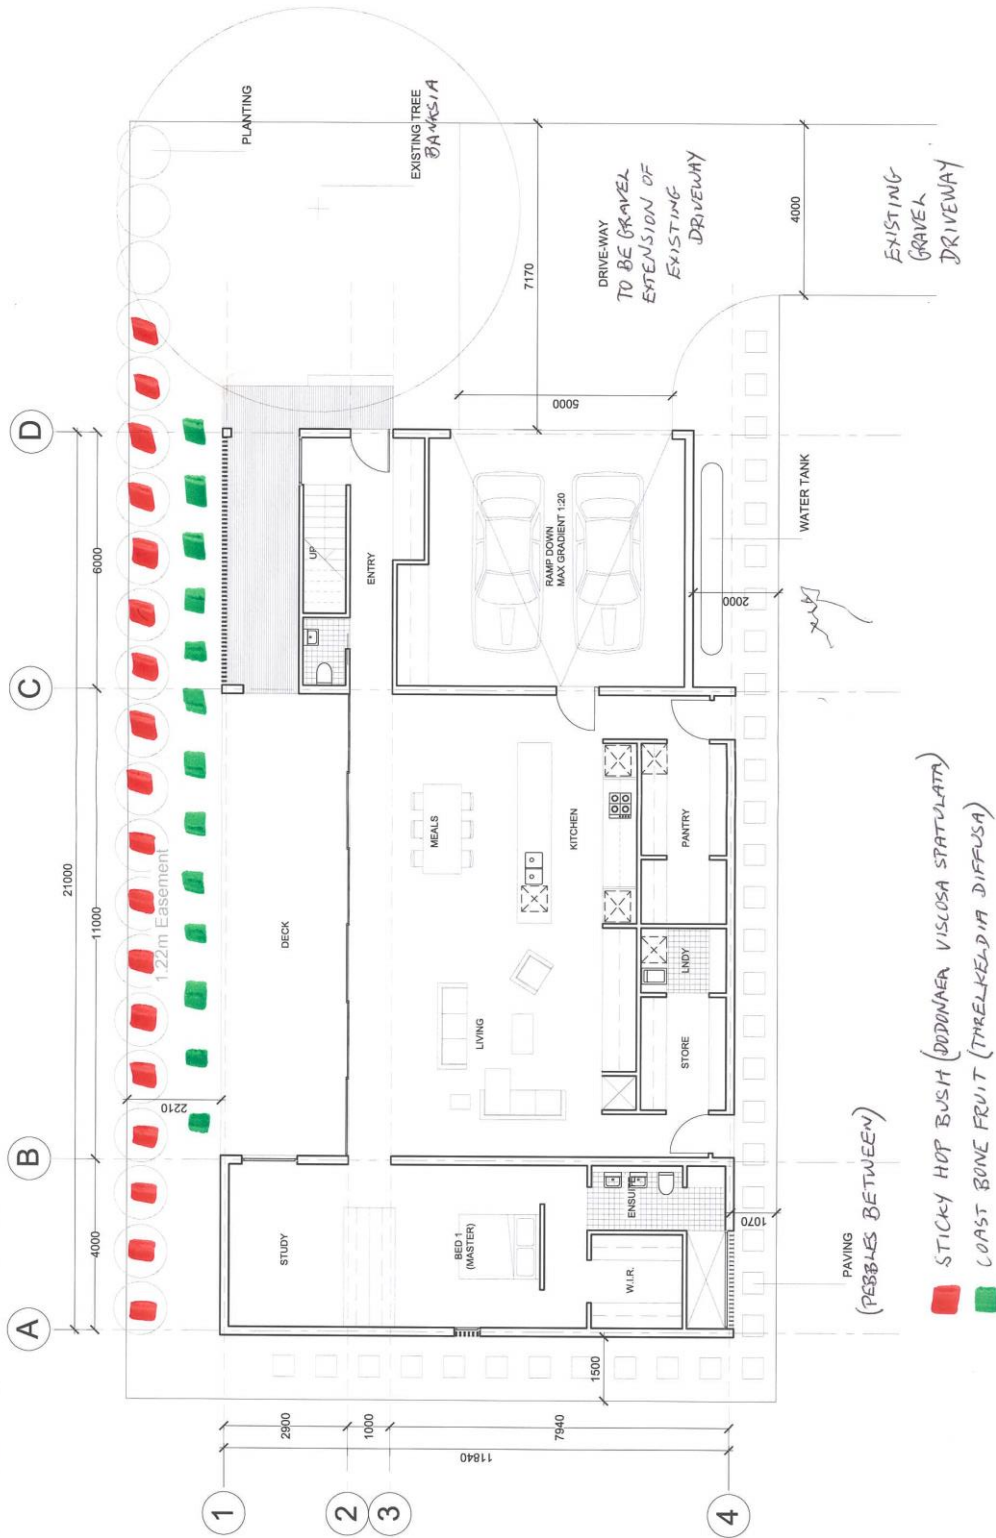 A B C D
21000
4000 11000 6000
1.22m Easement
2210
PLANTING
1
2900
STUDY
DECK
UP
2
1000
3
11840
ENTRY
EXISTING TREE
BANKSIA
MEALS
BED 1
(MASTER)
LIVING
RAMP DOWN
MAX GRADIENT 1:20
7170
5000
7940
KITCHEN
DRIVE-WAY
TO BE GRAVEL
EXTENSION OF
EXISTING
DRIVEWAY
W.I.R.
ENSUITE
STORE
LNDY
PANTRY
1500
4
1070
2000
4000
WATER TANK
PAVING
(PEBBLES BETWEEN)
EXISTING
GRAVEL
DRIVEWAY
STICKY HOP BUSH (DODONAEA VISCOSA SPATULATA)
COAST BONE FRUIT (THRELKELDIA DIFFUSA)